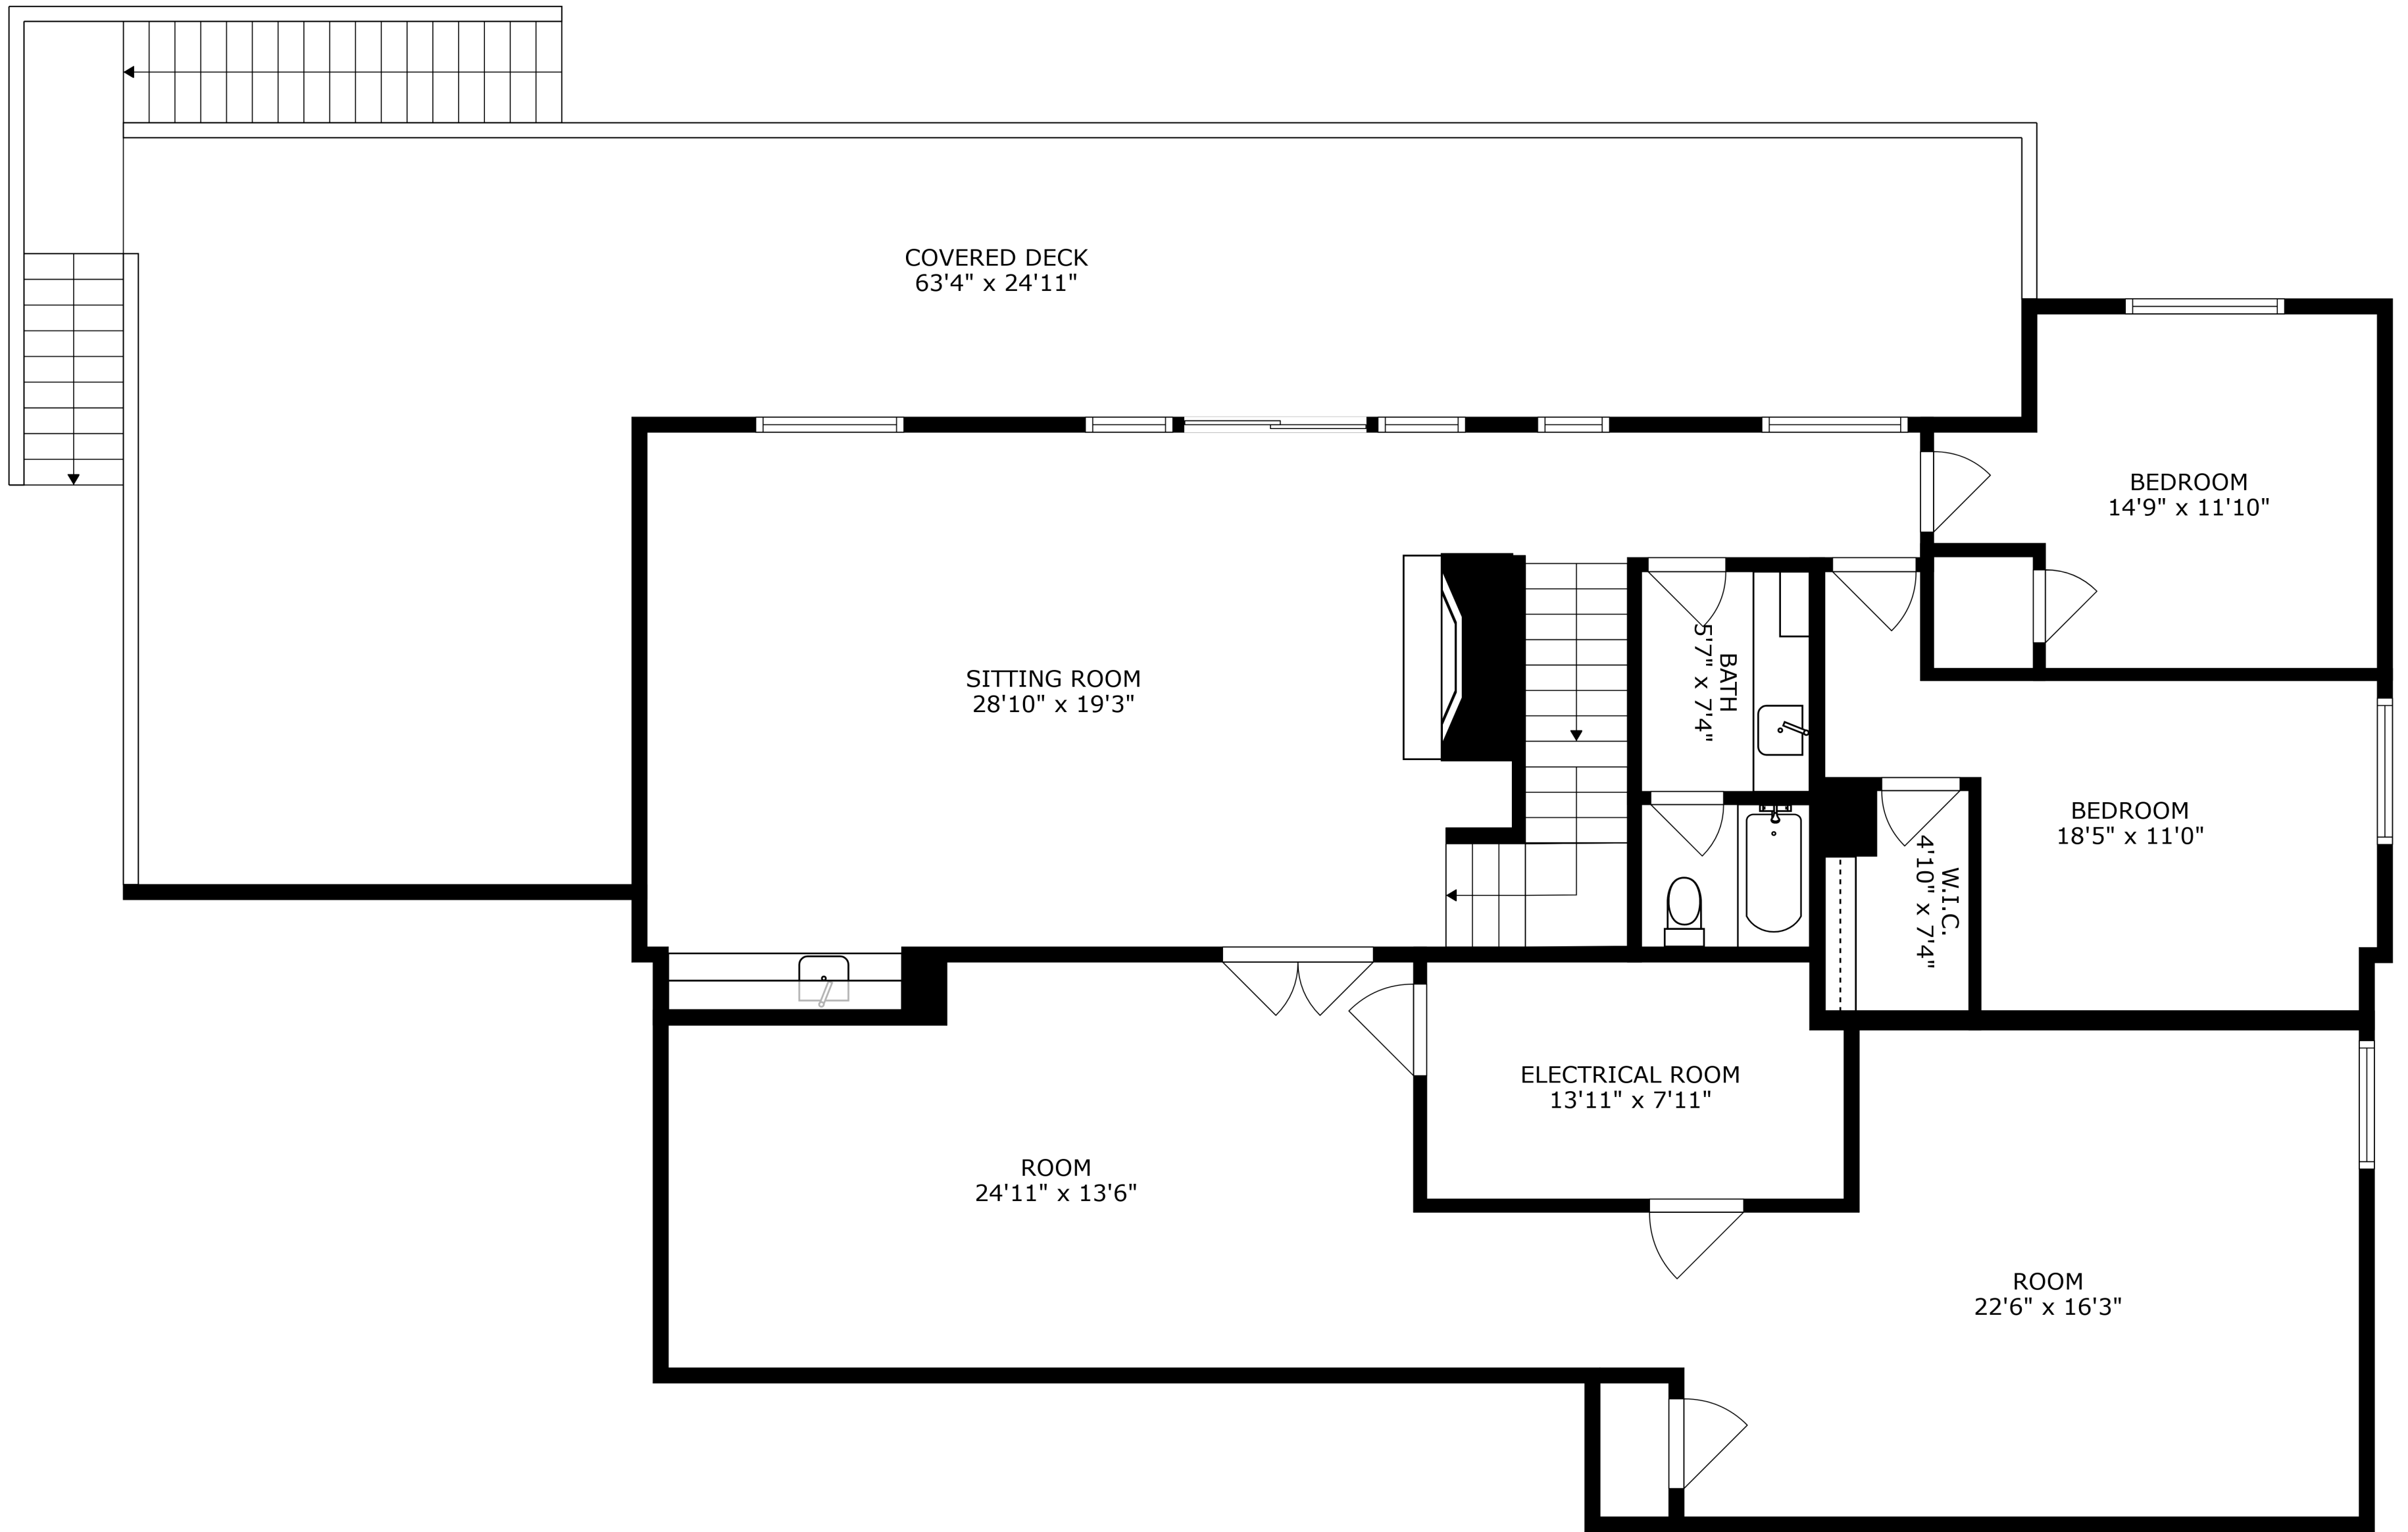 COVERED DECK
63'4" x 24'11"
BEDROOM
14'9" x 11'10"
SITTING ROOM
28'10" x 19'3"
BATH
5'7" x 7'4"
BEDROOM
18'5" x 11'0"
W.I.C.
4'10" x 7'4"
ELECTRICAL ROOM
13'11" x 7'11"
ROOM
24'11" x 13'6"
ROOM
22'6" x 16'3"